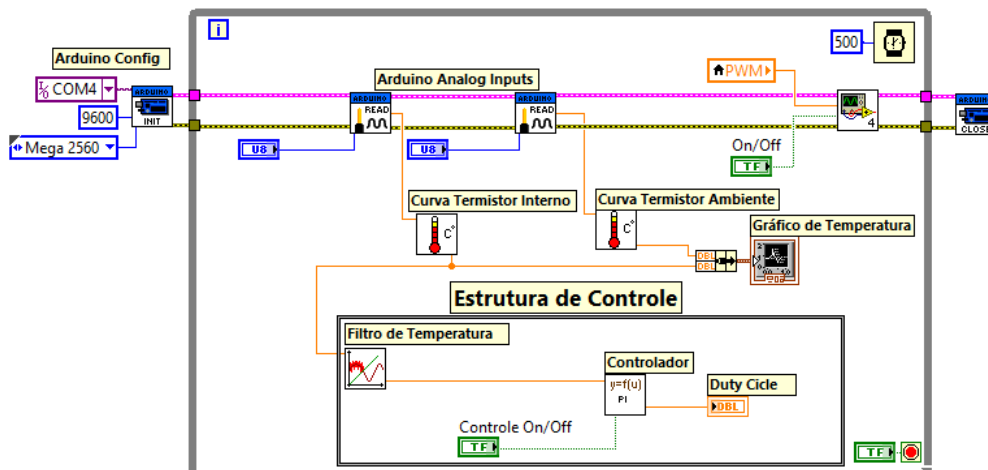 i
500
Arduino Config
COM4
ARDUINO
INIT
9600
Mega 2560
Arduino Analog Inputs
ARDUINO
READ
ARDUINO
READ
U8
U8
PWM
4
On/Off
TF
ARDUINO
CLOSE
Curva Termistor Interno
C°
Curva Termistor Ambiente
C°
Gráfico de Temperatura
DBL
DBL
Estrutura de Controle
Filtro de Temperatura
Controlador
y=f(u)
PI
Duty Cicle
DBL
Controle On/Off
TF
TF